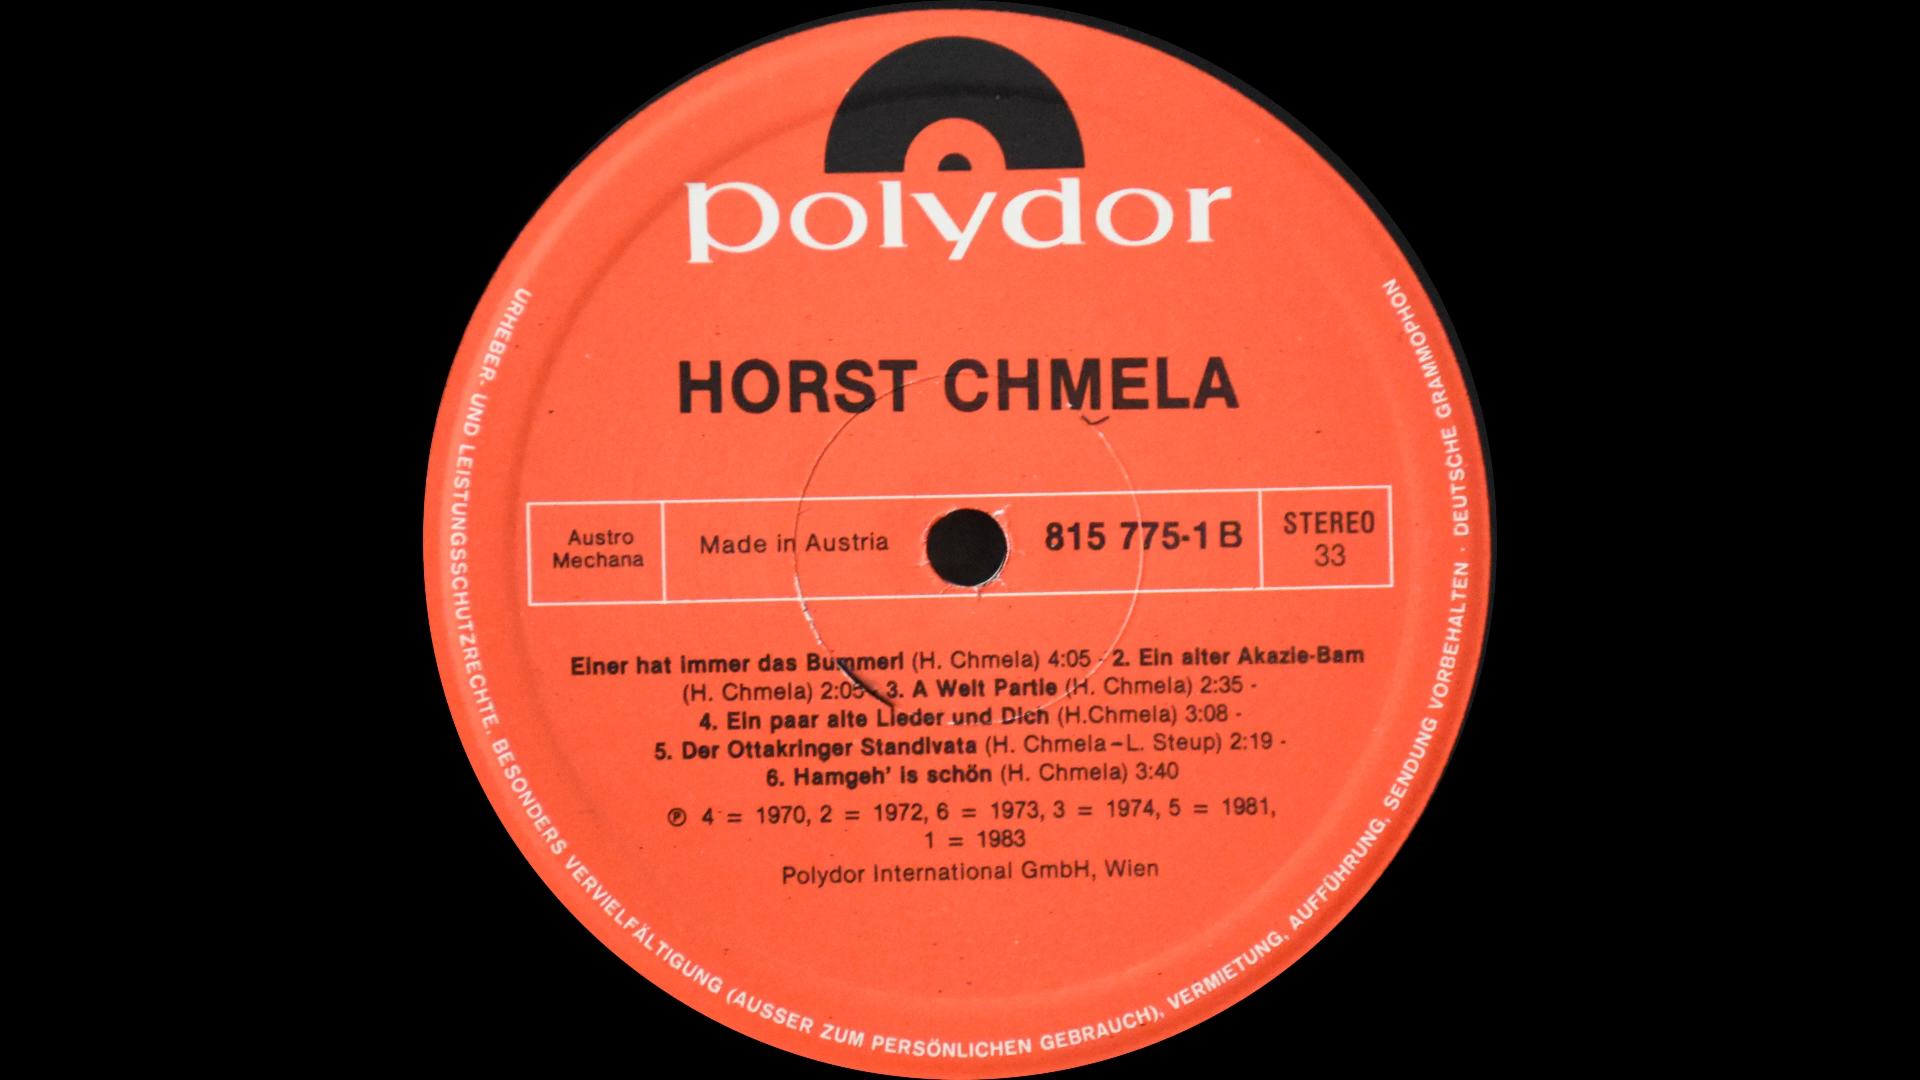 polydor
HORST CHMELA
Austro
Mechana
Made in Austria
815 775-1 B
STEREO
33
Einer hat immer das Bummerl (H. Chmela) 4:05 - 2. Ein alter Akazie-Bam
(H. Chmela) 2:05 - 3. A Welt Partie (H. Chmela) 2:35 -
4. Ein paar alte Lieder und Dich (H.Chmela) 3:08 -
5. Der Ottakringer Standlvata (H. Chmela–L. Steup) 2:19 -
6. Hamgeh' is schön (H. Chmela) 3:40
℗ 4 = 1970, 2 = 1972, 6 = 1973, 3 = 1974, 5 = 1981,
1 = 1983
Polydor International GmbH, Wien
URHEBER- UND LEISTUNGSSCHUTZRECHTE, BESONDERS VERVIELFÄLTIGUNG (AUSSER ZUM PERSÖNLICHEN GEBRAUCH), VERMIETUNG, AUFFÜHRUNG, SENDUNG VORBEHALTEN · DEUTSCHE GRAMMOPHON